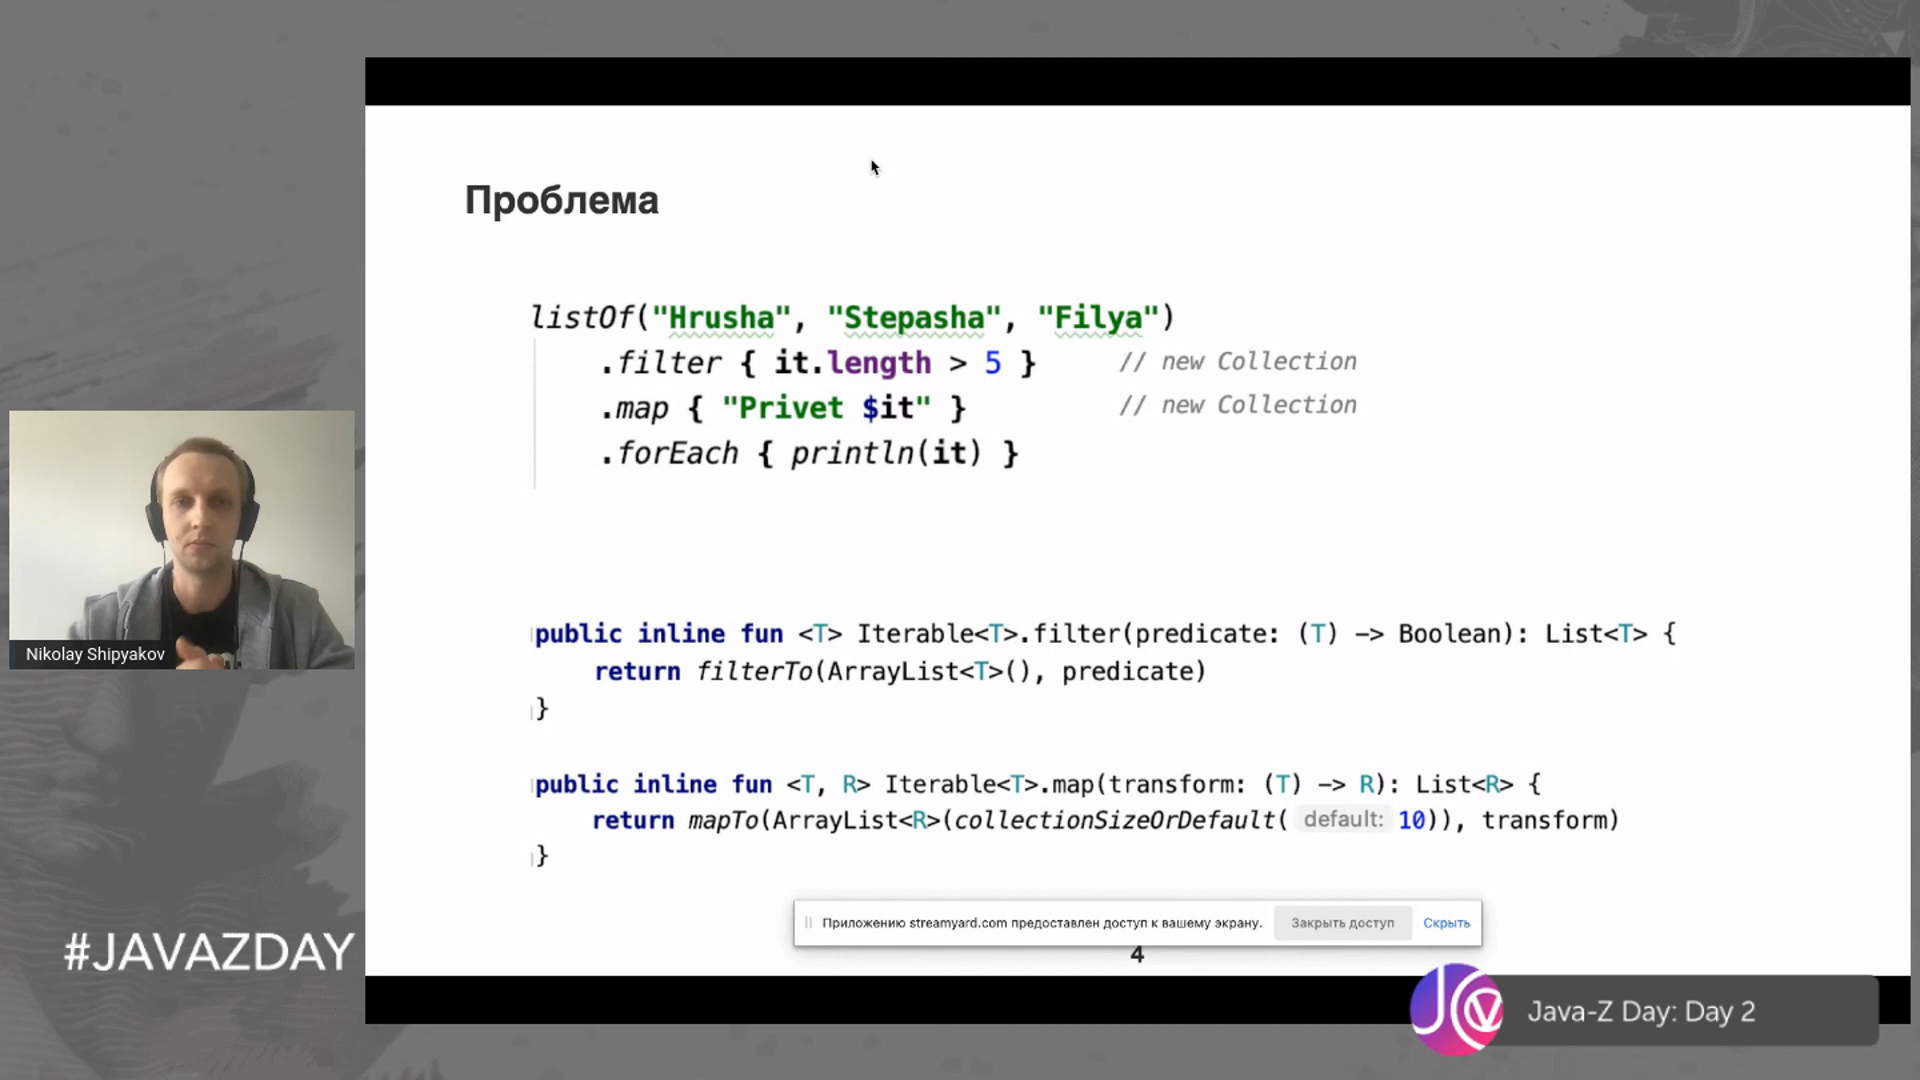 Проблема
listOf("Hrusha", "Stepasha", "Filya")
.filter { it.length > 5 } // new Collection
.map { "Privet $it" } // new Collection
.forEach { println(it) }
public inline fun <T> Iterable<T>.filter(predicate: (T) -> Boolean): List<T> {
return filterTo(ArrayList<T>(), predicate)
}
public inline fun <T, R> Iterable<T>.map(transform: (T) -> R): List<R> {
return mapTo(ArrayList<R>(collectionSizeOrDefault( default: 10)), transform)
}
Nikolay Shipyakov
Приложению streamyard.com предоставлен доступ к вашему экрану. Закрыть доступ Скрыть
4
#JAVAZDAY
Java-Z Day: Day 2